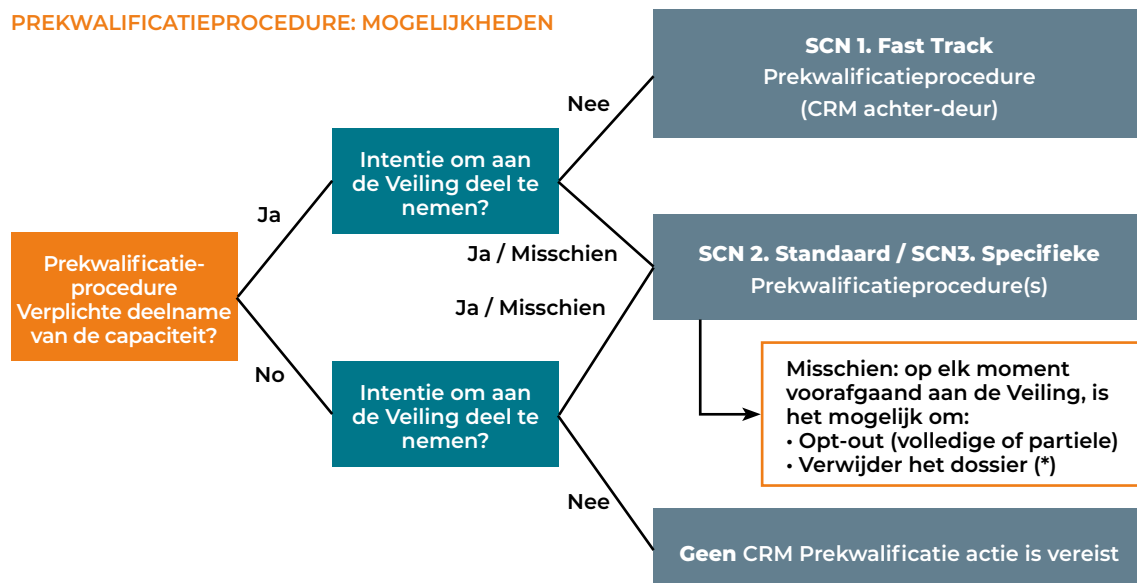 PREKWALIFICATIEPROCEDURE: MOGELIJKHEDEN
SCN 1. Fast Track
Prekwalificatieprocedure
(CRM achter-deur)
Nee
Intentie om aan
de Veiling deel te
nemen?
Ja
Ja / Misschien
SCN 2. Standaard / SCN3. Specifieke
Prekwalificatieprocedure(s)
Prekwalificatie-
procedure
Verplichte deelname
van de capaciteit?
Ja / Misschien
No
Intentie om aan
de Veiling deel te
nemen?
Misschien: op elk moment
voorafgaand aan de Veiling, is
het mogelijk om:
• Opt-out (volledige of partiele)
• Verwijder het dossier (*)
Nee
Geen CRM Prekwalificatie actie is vereist